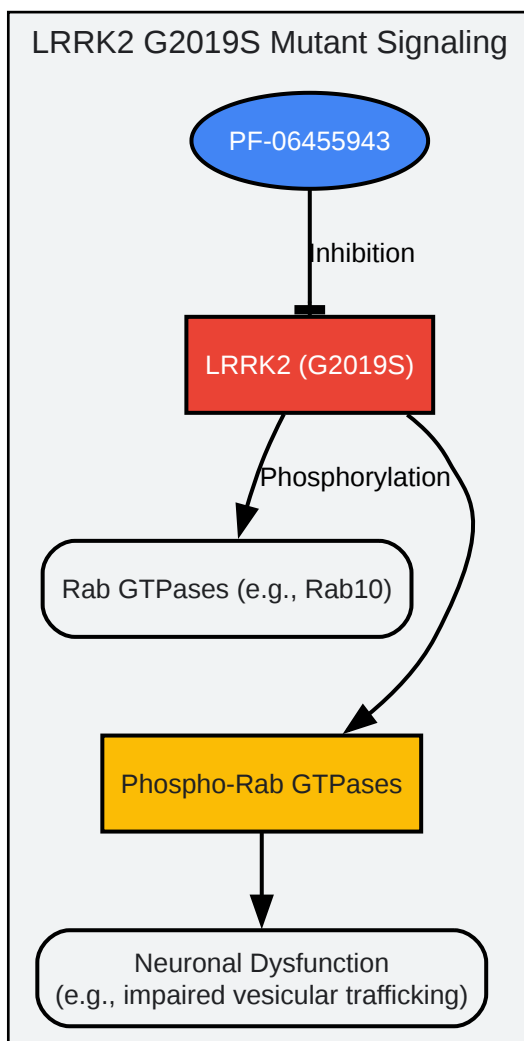 LRRK2 G2019S Mutant Signaling
PF-06455943
Inhibition
LRRK2 (G2019S)
Phosphorylation
Rab GTPases (e.g., Rab10)
Phospho-Rab GTPases
Neuronal Dysfunction
(e.g., impaired vesicular trafficking)